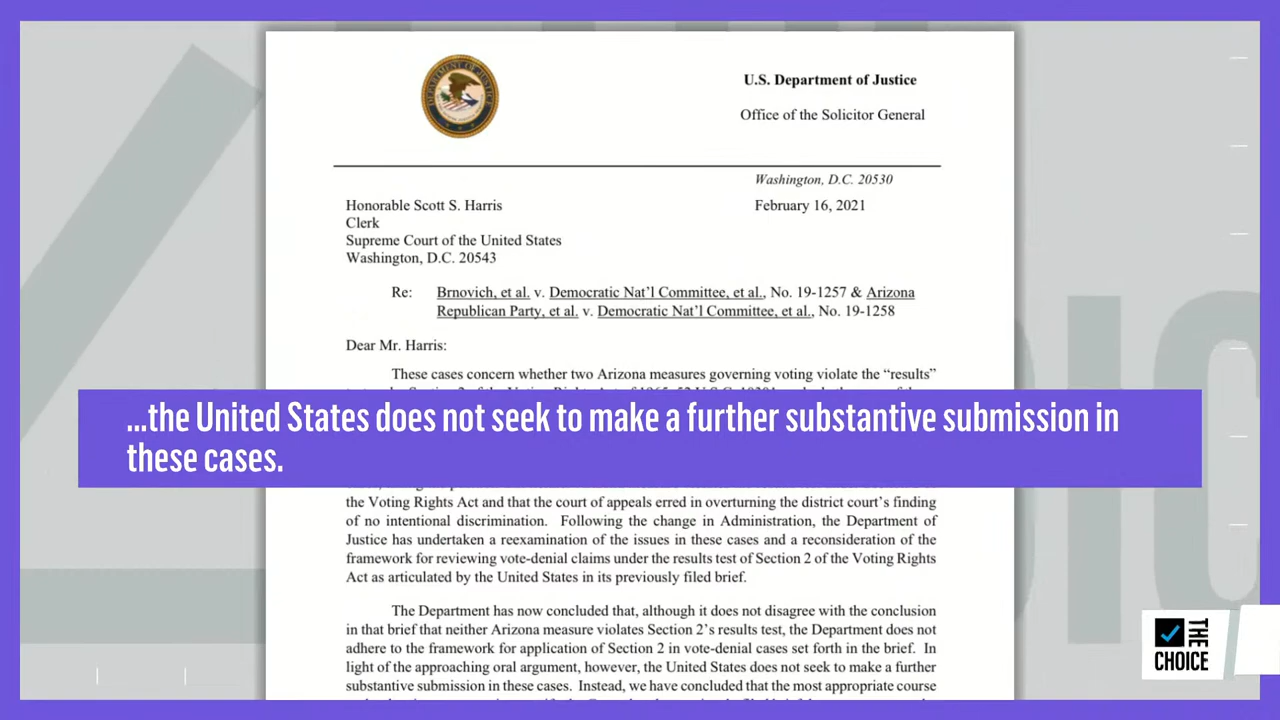 U.S. Department of Justice
Office of the Solicitor General
Washington, D.C. 20530
Honorable Scott S. Harris
February 16, 2021
Clerk
Supreme Court of the United States
Washington, D.C. 20543
Re: Brnovich, et al. v. Democratic Nat'l Committee, et al., No. 19-1257 & Arizona
Republican Party, et al. v. Democratic Nat'l Committee, et al., No. 19-1258
Dear Mr. Harris:
These cases concern whether two Arizona measures governing voting violate the “results”
...the United States does not seek to make a further substantive submission in
these cases.
the Voting Rights Act and that the court of appeals erred in overturning the district court's finding
of no intentional discrimination. Following the change in Administration, the Department of
Justice has undertaken a reexamination of the issues in these cases and a reconsideration of the
framework for reviewing vote-denial claims under the results test of Section 2 of the Voting Rights
Act as articulated by the United States in its previously filed brief.
The Department has now concluded that, although it does not disagree with the conclusion
in that brief that neither Arizona measure violates Section 2's results test, the Department does not
adhere to the framework for application of Section 2 in vote-denial cases set forth in the brief. In
light of the approaching oral argument, however, the United States does not seek to make a further
substantive submission in these cases. Instead, we have concluded that the most appropriate course
THE
CHOICE